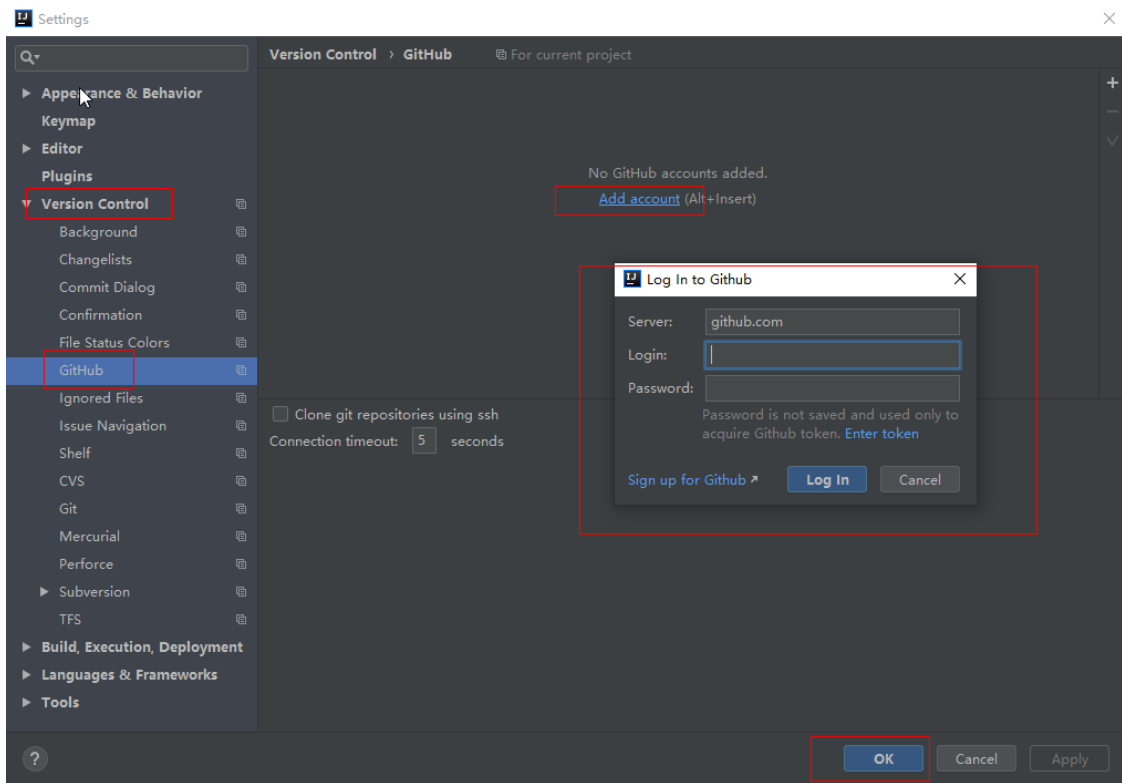 Settings
Version Control › GitHub For current project
Appearance & Behavior
Keymap
Editor
Plugins
Version Control
Background
Changelists
Commit Dialog
Confirmation
File Status Colors
GitHub
Ignored Files
Issue Navigation
Shelf
CVS
Git
Mercurial
Perforce
Subversion
TFS
Build, Execution, Deployment
Languages & Frameworks
Tools
No GitHub accounts added.
Add account (Alt+Insert)
Clone git repositories using ssh
Connection timeout: 5 seconds
Log In to Github
Server: github.com
Login:
Password:
Password is not saved and used only to
acquire Github token. Enter token
Sign up for Github Log In Cancel
? OK Cancel Apply